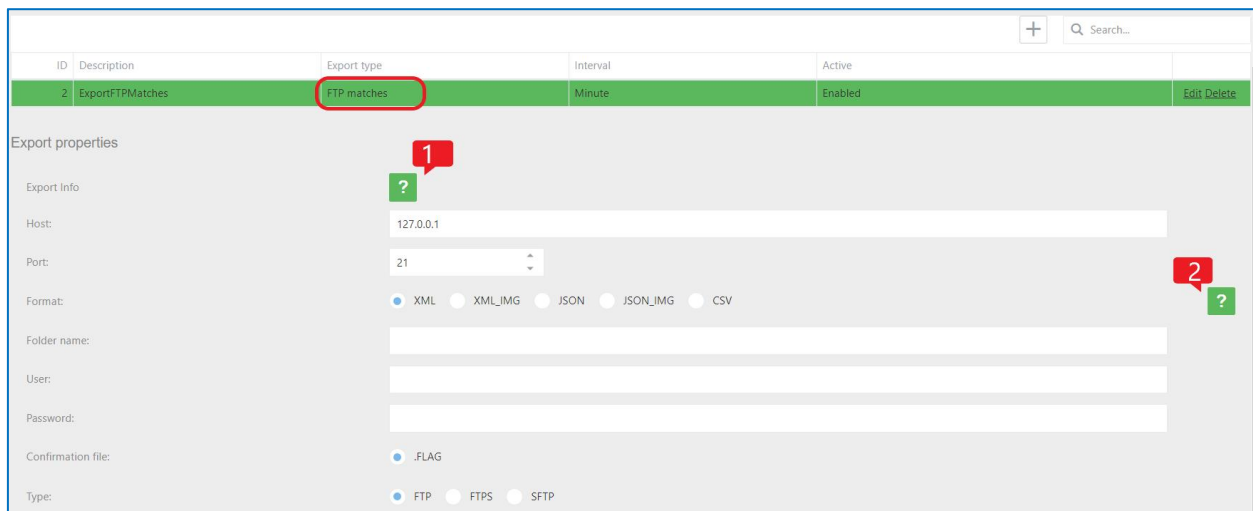 + Search...
ID Description Export type Interval Active
2 ExportFTPMatches FTP matches Minute Enabled Edit Delete
Export properties
1
Export Info ?
Host: 127.0.0.1
Port: 21
2
Format: XML XML_IMG JSON JSON_IMG CSV ?
Folder name:
User:
Password:
Confirmation file: .FLAG
Type: FTP FTPS SFTP